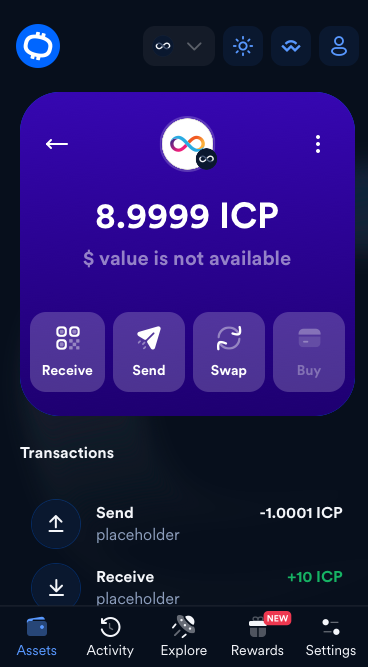 8.9999 ICP
$ value is not available
Receive
Send
Swap
Buy
Transactions
Send
-1.0001 ICP
placeholder
Receive
+10 ICP
placeholder
NEW
Assets
Activity
Explore
Rewards
Settings